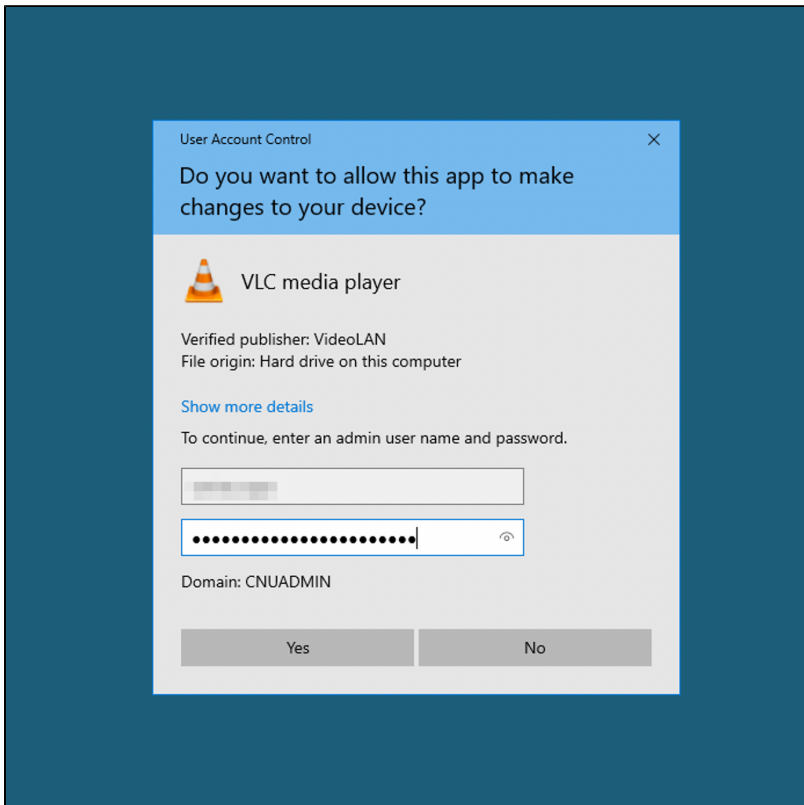 User Account Control
Do you want to allow this app to make
changes to your device?
VLC media player
Verified publisher: VideoLAN
File origin: Hard drive on this computer
Show more details
To continue, enter an admin user name and password.
•••••••••••••••••••••••
Domain: CNUADMIN
Yes
No